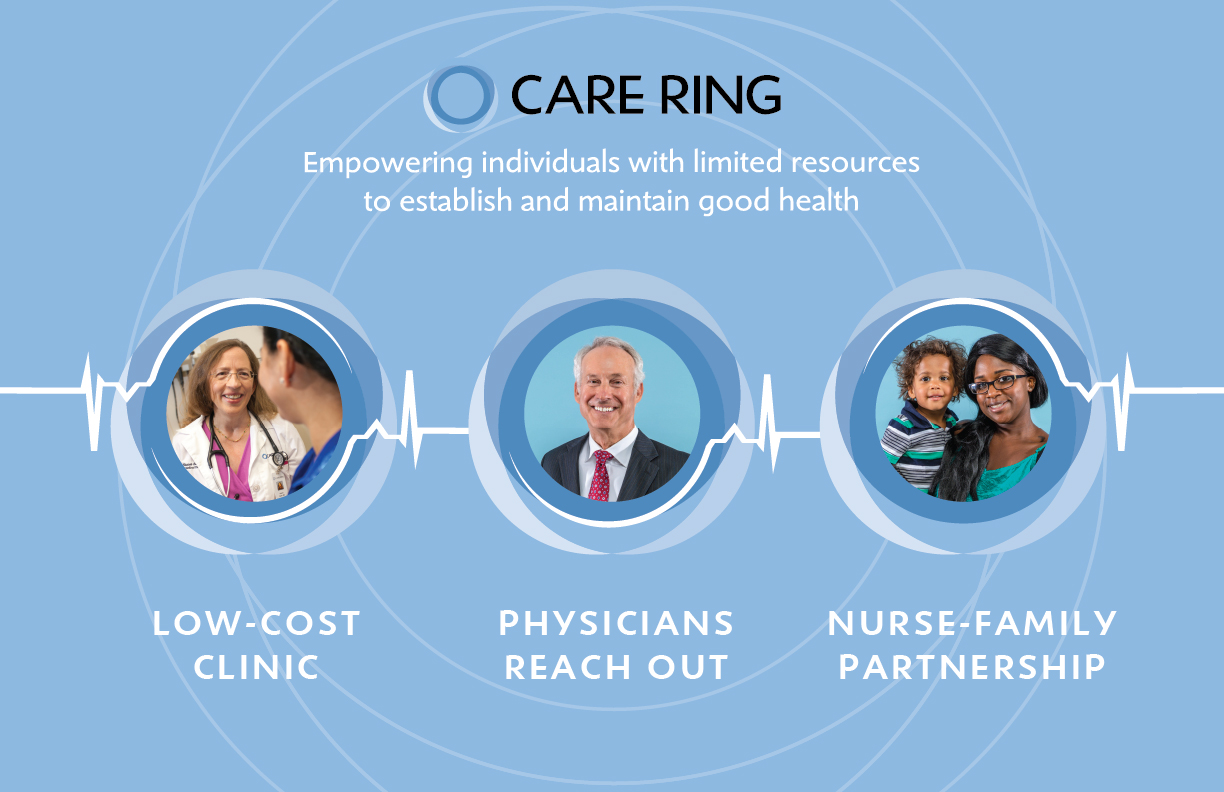 CARE RING
Empowering individuals with limited resources
to establish and maintain good health
LOW-COST
CLINIC
PHYSICIANS
REACH OUT
NURSE-FAMILY
PARTNERSHIP